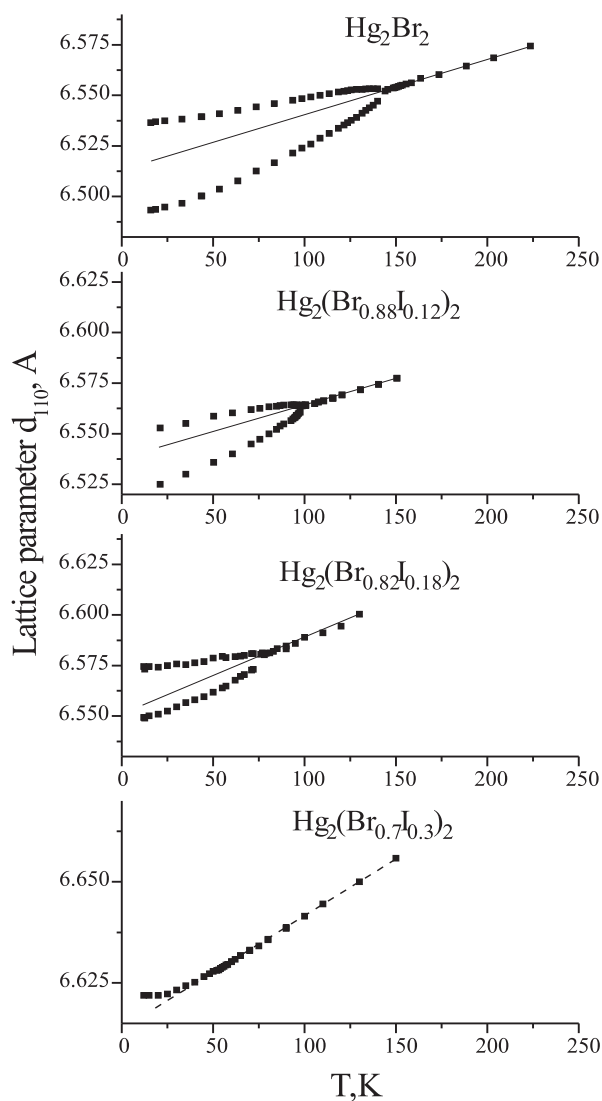 Lattice parameter d₁₁₀, A
Hg₂Br₂
6.575
6.550
6.525
6.500
0 50 100 150 200 250
Hg₂(Br₀.₈₈I₀.₁₂)₂
6.625
6.600
6.575
6.550
6.525
0 50 100 150 200 250
Hg₂(Br₀.₈₂I₀.₁₈)₂
6.625
6.600
6.575
6.550
0 50 100 150 200 250
Hg₂(Br₀.₇I₀.₃)₂
6.650
6.625
0 50 100 150 200 250
T,K